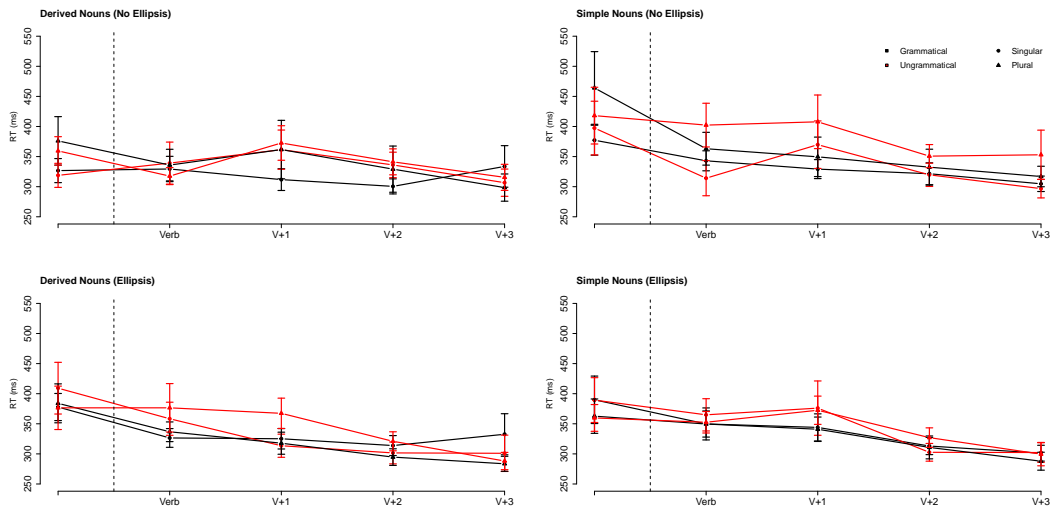 Derived Nouns (No Ellipsis)
RT (ms)
250 300 350 400 450 500 550
Verb V+1 V+2 V+3
Simple Nouns (No Ellipsis)
RT (ms)
250 300 350 400 450 500 550
Grammatical Singular
Ungrammatical Plural
Verb V+1 V+2 V+3
Derived Nouns (Ellipsis)
RT (ms)
250 300 350 400 450 500 550
Verb V+1 V+2 V+3
Simple Nouns (Ellipsis)
RT (ms)
250 300 350 400 450 500 550
Verb V+1 V+2 V+3